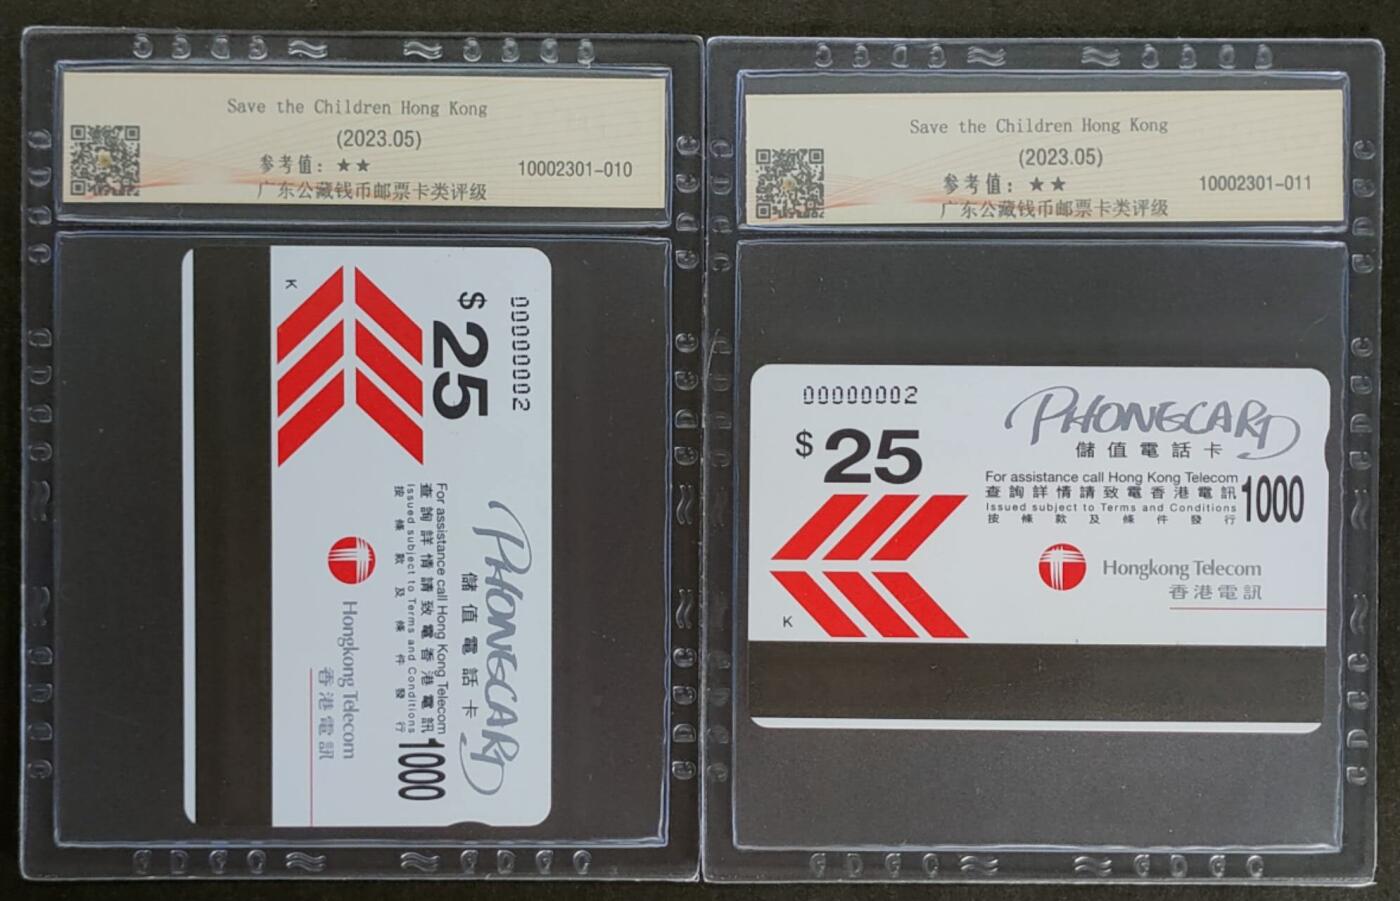 Save the Children Hong Kong
(2023.05)
参考值：★★
10002301-010
广东公藏钱币邮票卡类评级
00000002
$25
K
PHONECARD
儲值電話卡
For assistance call Hong Kong Telecom
查詢詳情請致電香港電訊
Issued subject to Terms and Conditions
按條款及條件發行
1000
Hongkong Telecom
香港電訊
Save the Children Hong Kong
(2023.05)
参考值：★★
10002301-011
广东公藏钱币邮票卡类评级
00000002
$25
PHONECARD
儲值電話卡
For assistance call Hong Kong Telecom
查詢詳情請致電香港電訊
Issued subject to Terms and Conditions
按條款及條件發行
1000
Hongkong Telecom
香港電訊
K